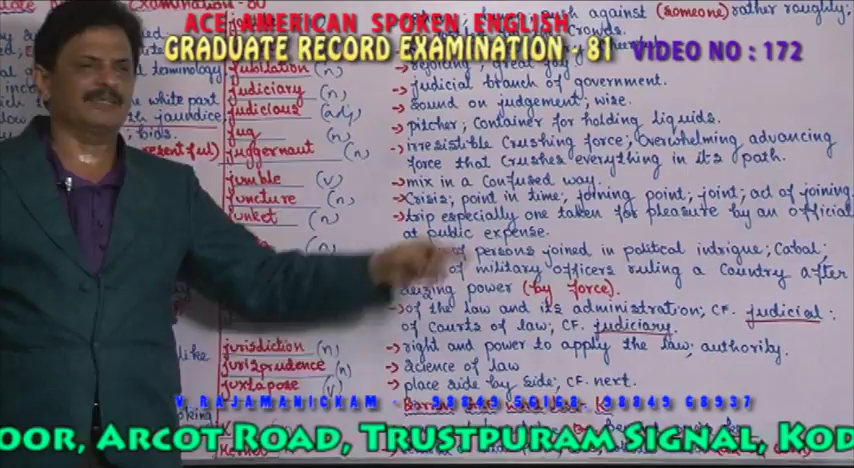 ACE AMERICAN SPOKEN ENGLISH
GRADUATE RECORD EXAMINATION - 81 VIDEO NO : 172
push against (someone) rather roughly;
terminology
the white part
jaundice
jubilation (n) → rejoicing; great joy
judiciary (n) → judicial branch of government.
judicious (adj) → sound on judgement; wise.
jug (n) → pitcher; container for holding liquids.
juggernaut (n) → irresistible crushing force; overwhelming advancing
force that crushes everything in its path.
jumble (v) → mix in a confused way.
juncture (n) → crisis; point in time; joining point; joint; act of joining.
junket (n) → trip especially one taken for pleasure by an official
at public expense.
of persons joined in political intrigue; Cabal;
of military officers ruling a country after
seizing power (by force).
→ of the law and its administration; CF. judicial:
of courts of law; CF. judiciary.
jurisdiction (n) → right and power to apply the law; authority.
jurisprudence (n) → science of law
juxtapose (v) → place side by side; CF. next.
V. RAJAMANICKAM - 98849 56168 - 98849 68937
OOR, ARCOT ROAD, TRUSTPURAM SIGNAL, KOD